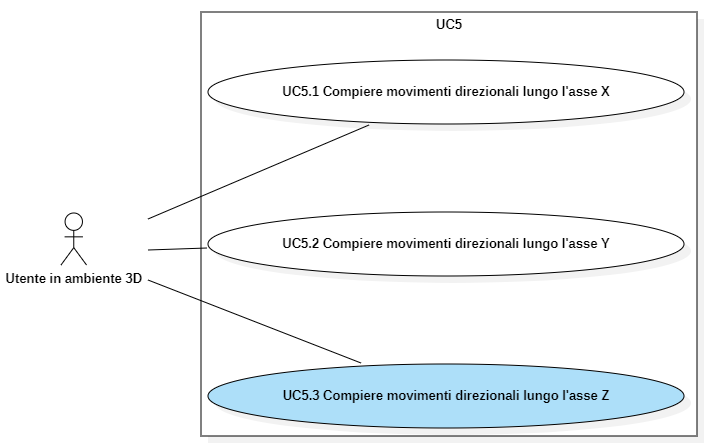 UC5
UC5.1 Compiere movimenti direzionali lungo l'asse X
UC5.2 Compiere movimenti direzionali lungo l'asse Y
Utente in ambiente 3D
UC5.3 Compiere movimenti direzionali lungo l'asse Z